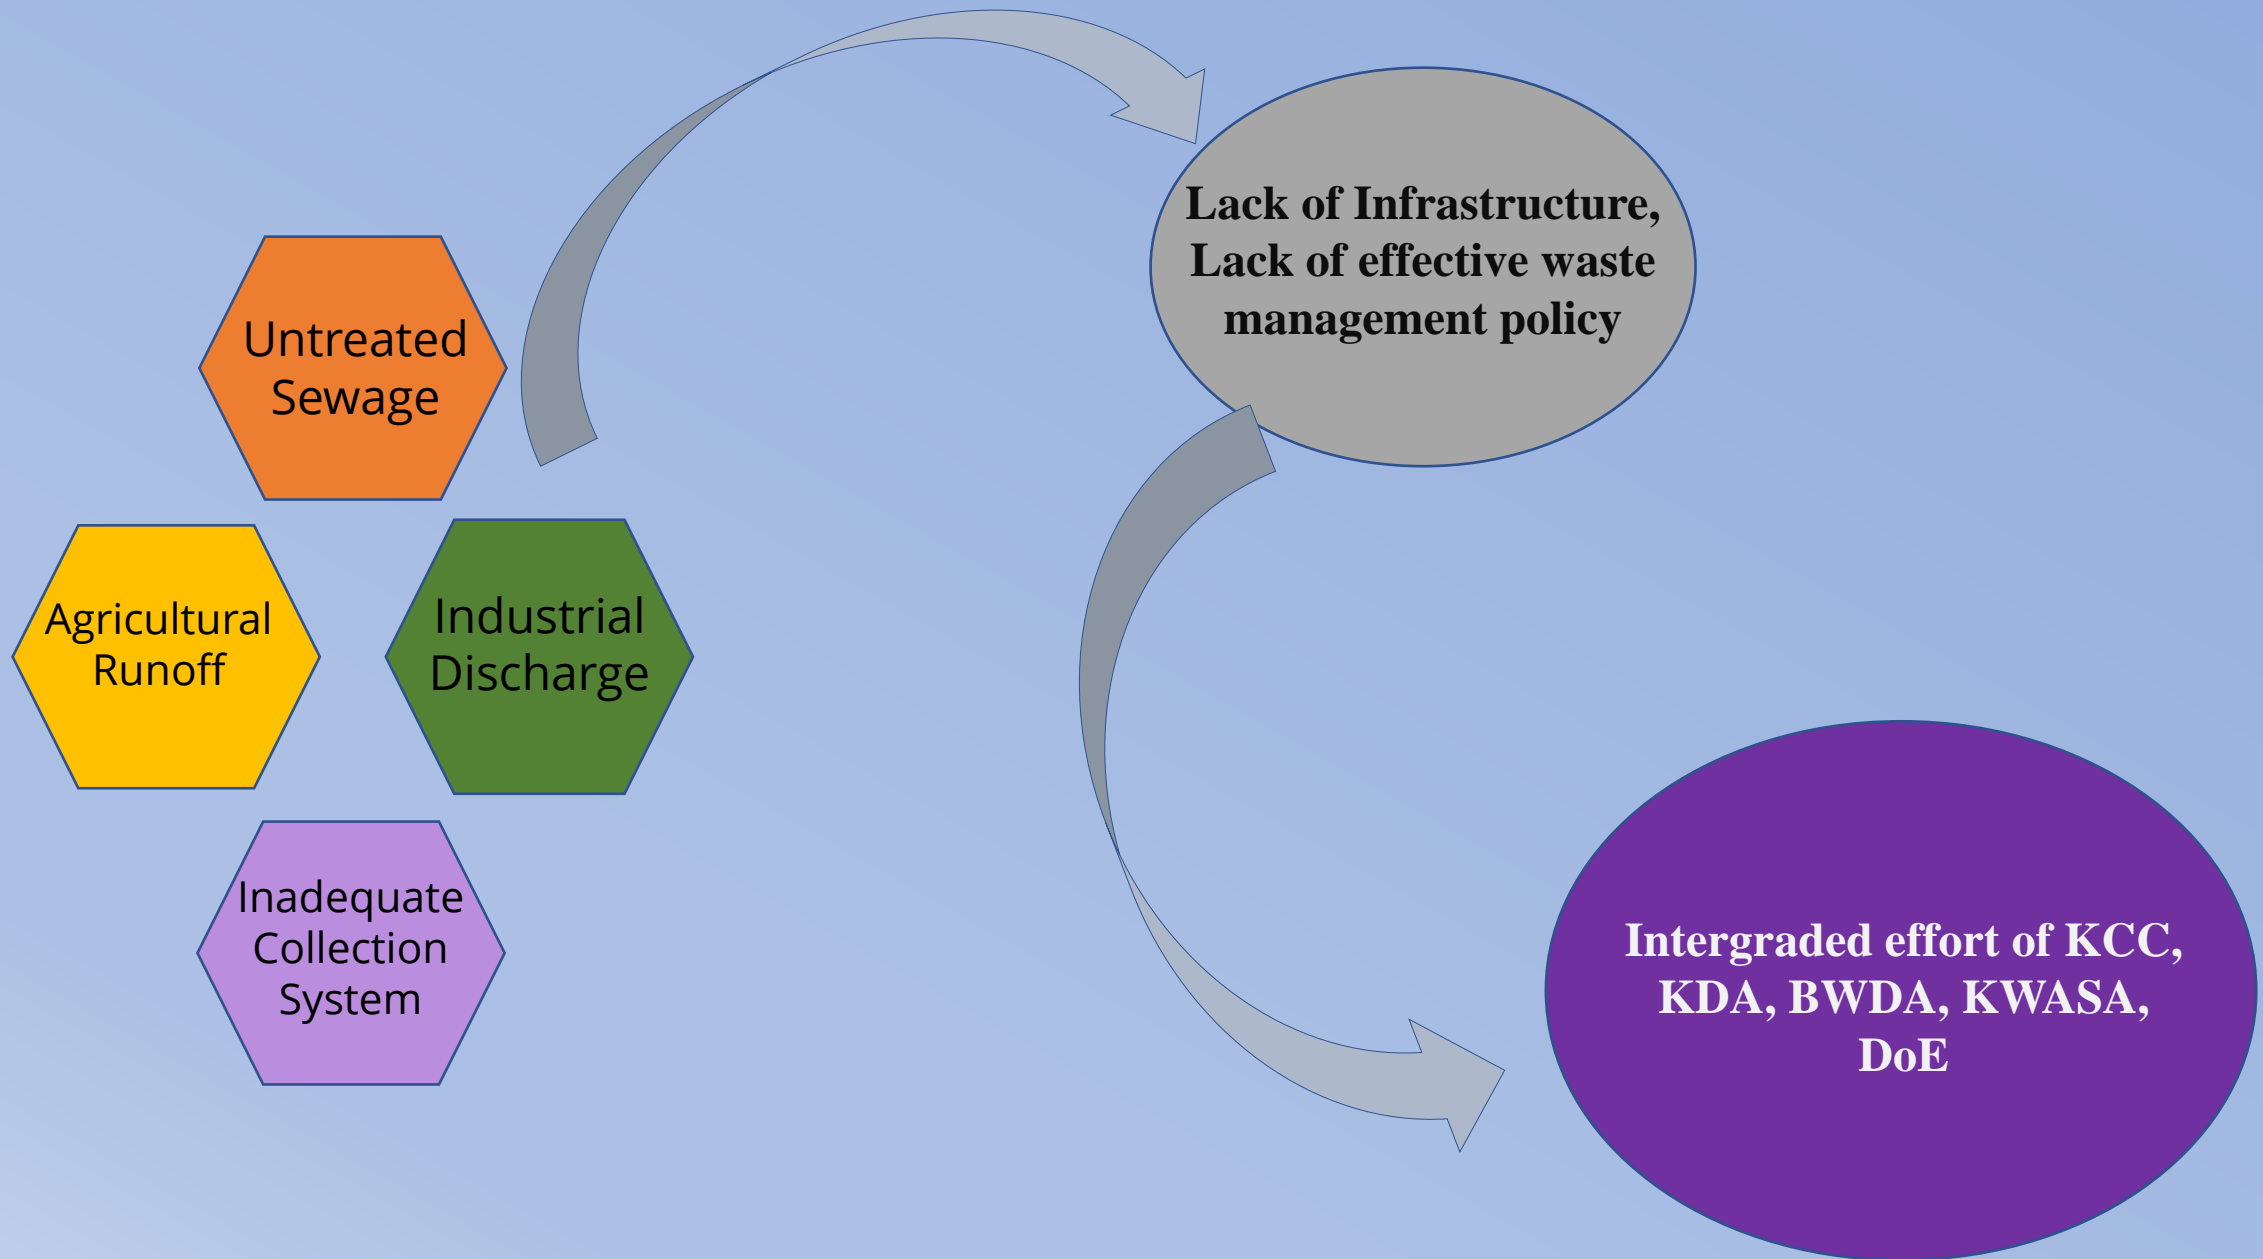 Untreated
Sewage
Agricultural
Runoff
Industrial
Discharge
Inadequate
Collection
System
Lack of Infrastructure,
Lack of effective waste
management policy
Intergraded effort of KCC,
KDA, BWDA, KWASA,
DoE